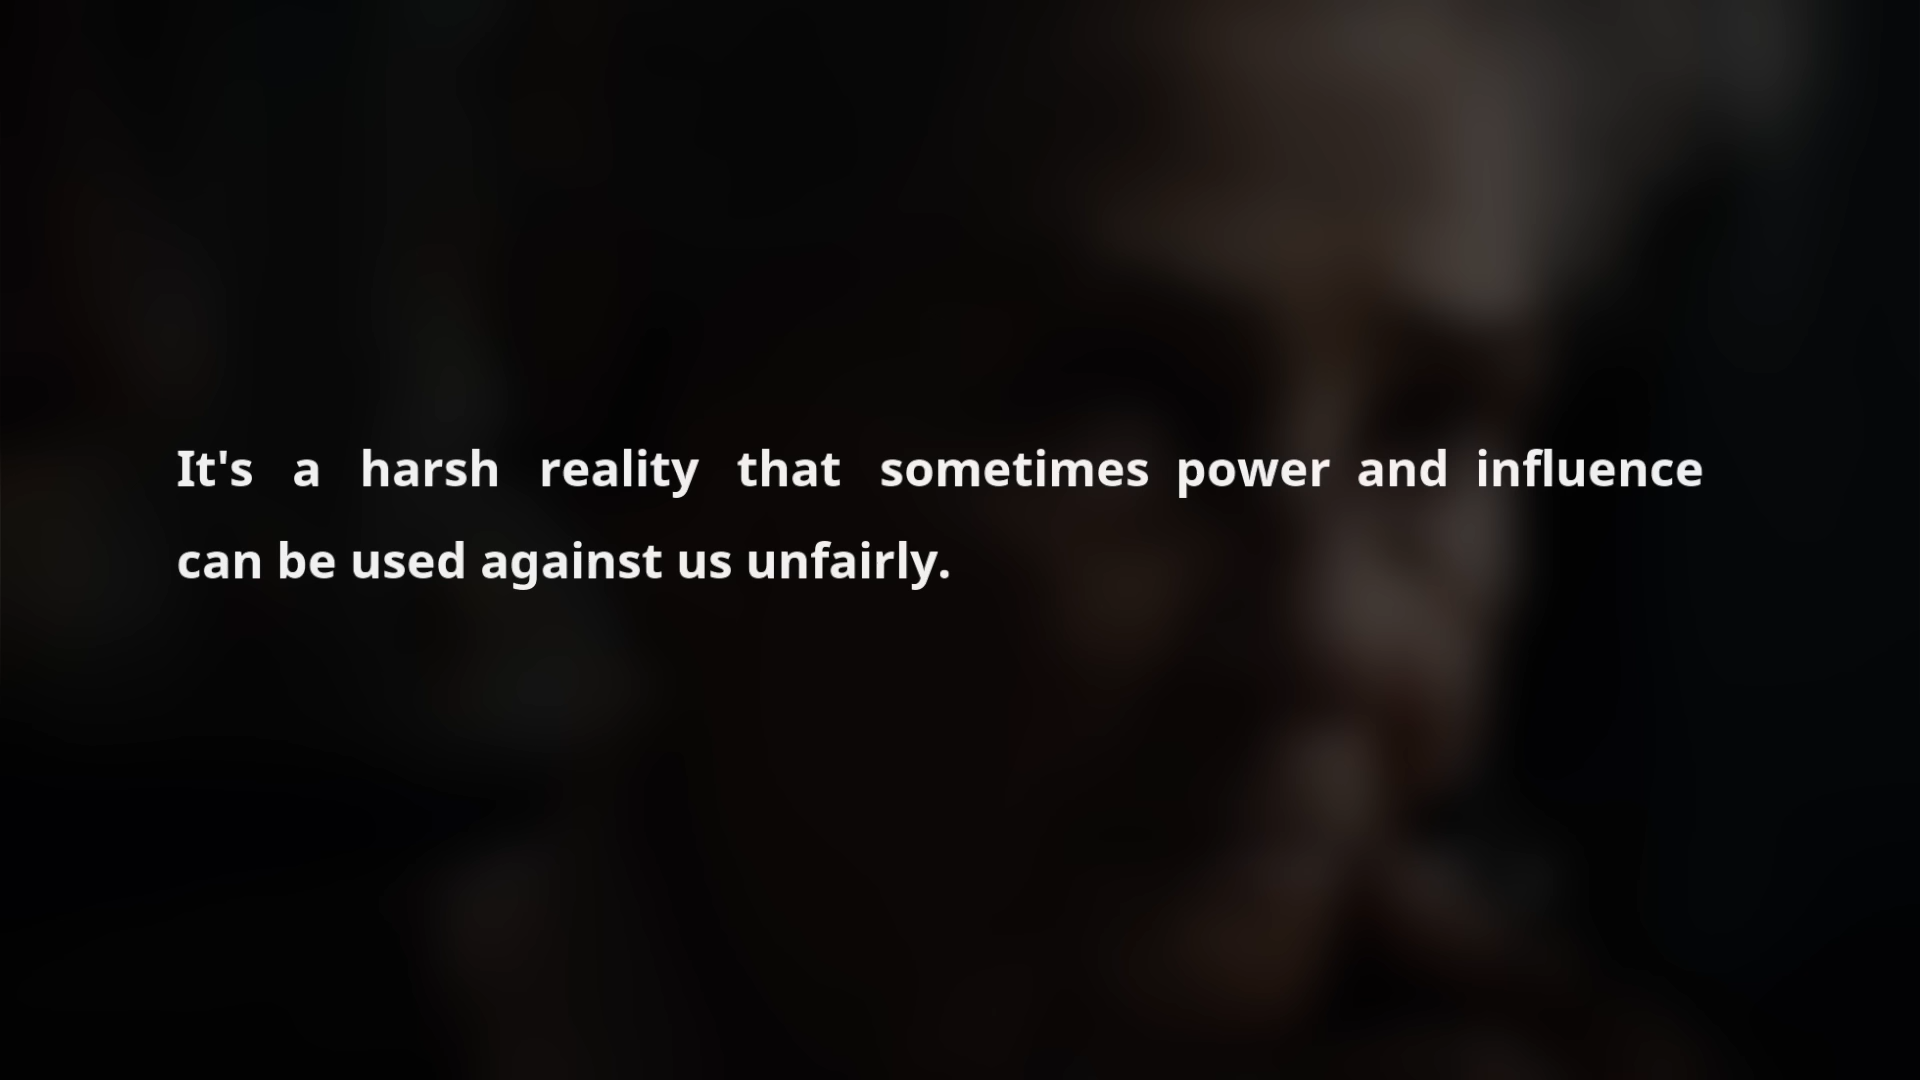 It's a harsh reality that sometimes power and influence
can be used against us unfairly.